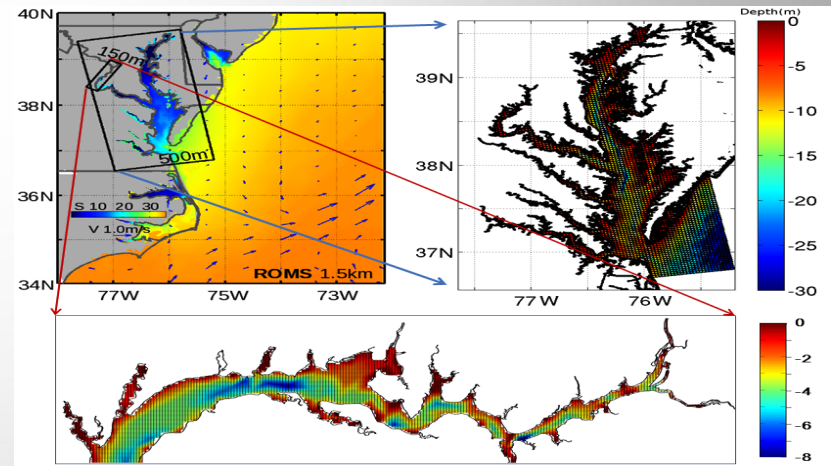 Depth(m)
40N
38N
36N
34N
150m
500m
S 10 20 30
V 1.0m/s
ROMS 1.5km
77W
75W
73W
39N
38N
37N
77W
76W
0
-5
-10
-15
-20
-25
-30
0
-2
-4
-6
-8